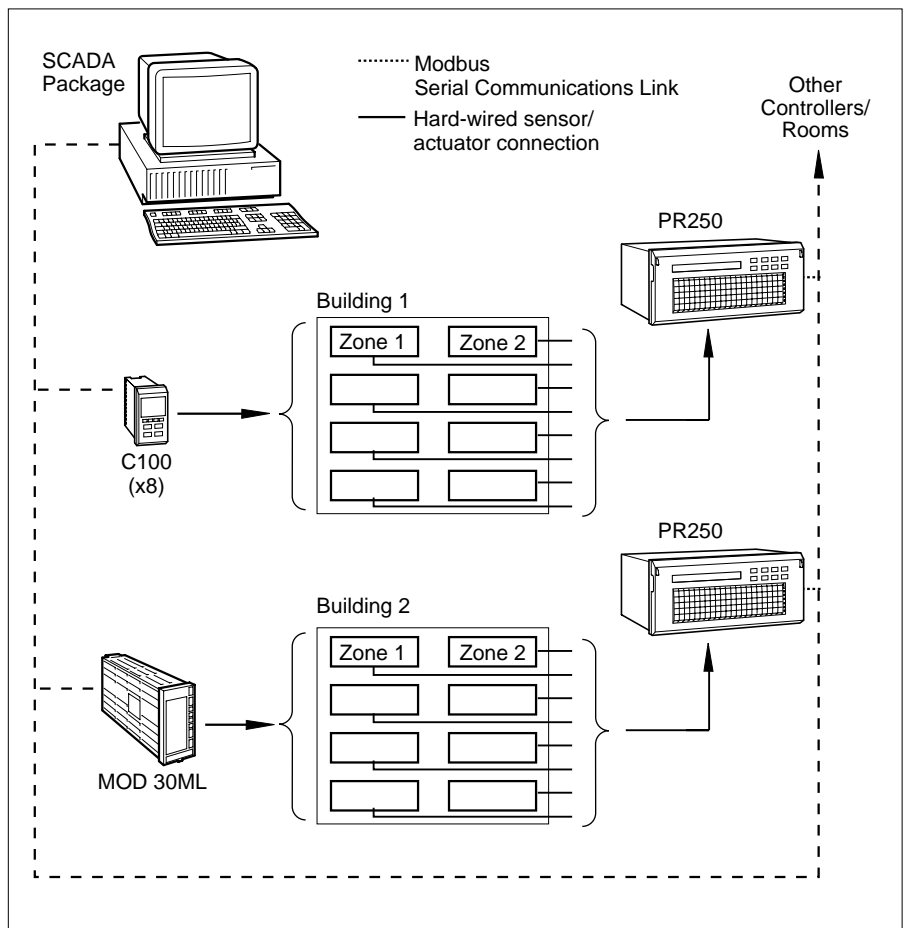 SCADA
Package
Modbus
Serial Communications Link
Hard-wired sensor/
actuator connection
Other
Controllers/
Rooms
PR250
Building 1
Zone 1
Zone 2
C100
(x8)
PR250
Building 2
Zone 1
Zone 2
MOD 30ML